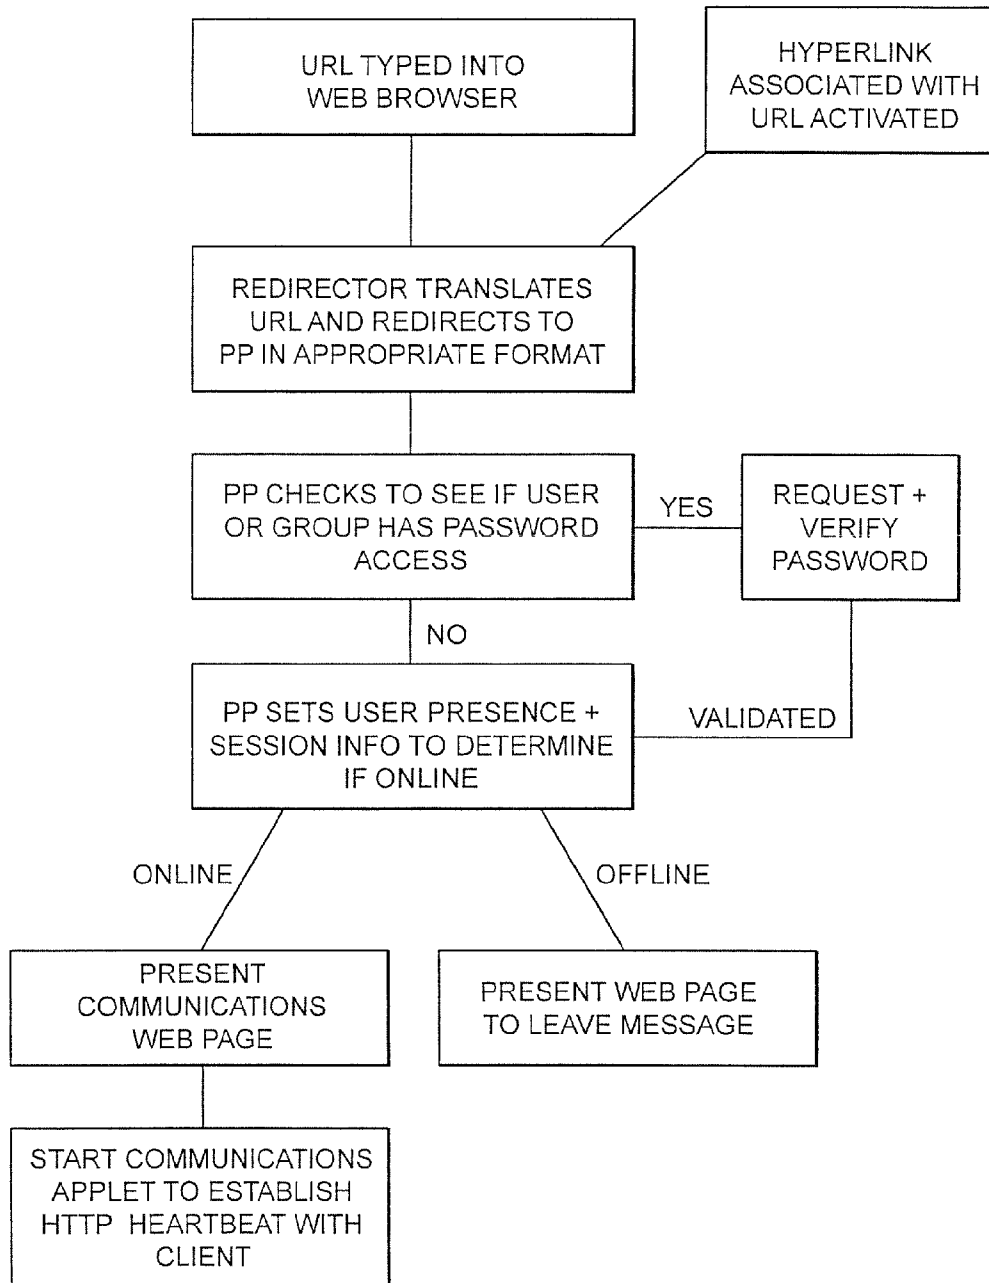 URL TYPED INTO
WEB BROWSER
HYPERLINK
ASSOCIATED WITH
URL ACTIVATED
REDIRECTOR TRANSLATES
URL AND REDIRECTS TO
PP IN APPROPRIATE FORMAT
PP CHECKS TO SEE IF USER
OR GROUP HAS PASSWORD
ACCESS
YES
REQUEST +
VERIFY
PASSWORD
NO
PP SETS USER PRESENCE +
SESSION INFO TO DETERMINE
IF ONLINE
VALIDATED
ONLINE
OFFLINE
PRESENT
COMMUNICATIONS
WEB PAGE
PRESENT WEB PAGE
TO LEAVE MESSAGE
START COMMUNICATIONS
APPLET TO ESTABLISH
HTTP HEARTBEAT WITH
CLIENT